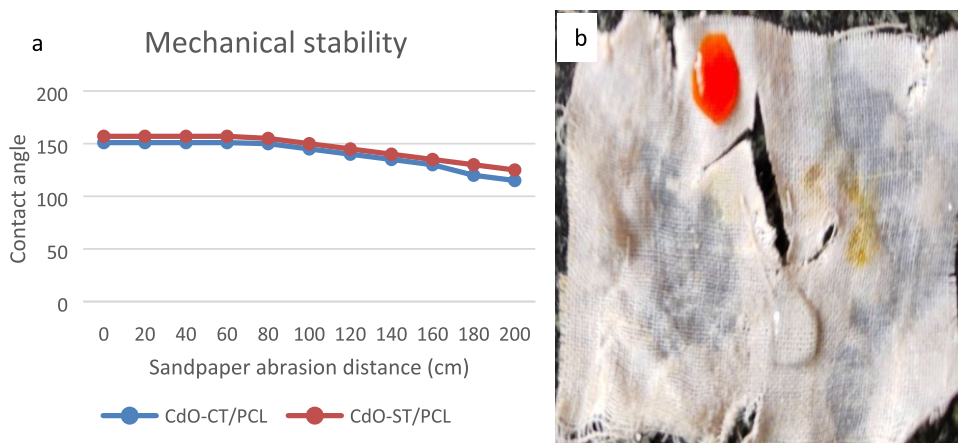 a
Mechanical stability
200
150
100
50
0
Contact angle
0 20 40 60 80 100 120 140 160 180 200
Sandpaper abrasion distance (cm)
CdO-CT/PCL CdO-ST/PCL
b